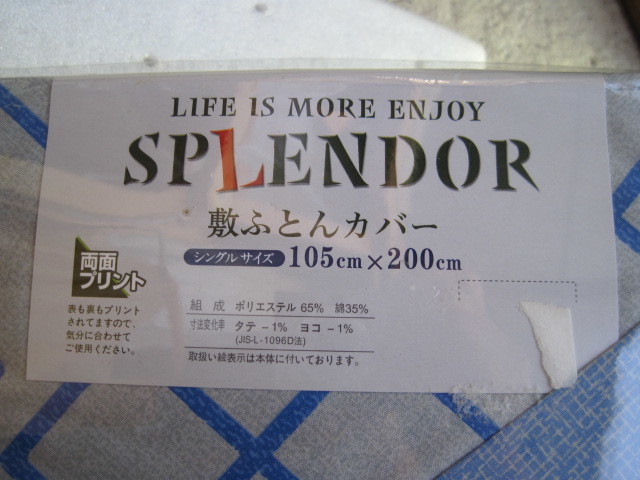 LIFE IS MORE ENJOY
SPLENDOR
敷ふとんカバー
シングルサイズ 105cm×200cm
両面
プリント
表も裏もプリント
されてますので、
気分に合わせて
ご使用ください。
組成 ポリエステル 65% 綿35%
寸法変化率 タテ -1% ヨコ -1%
(JIS-L-1096D法)
取扱い絵表示は本体に付いております。